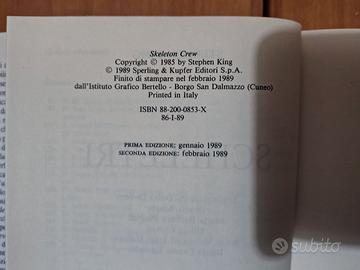 Skeleton Crew
Copyright © 1985 by Stephen King
© 1989 Sperling & Kupfer Editori S.p.A.
Finito di stampare nel febbraio 1989
dall'Istituto Grafico Bertello - Borgo San Dalmazzo (Cuneo)
Printed in Italy
ISBN 88-200-0853-X
86-I-89
PRIMA EDIZIONE: gennaio 1989
SECONDA EDIZIONE: febbraio 1989
SCHELETRI
subito